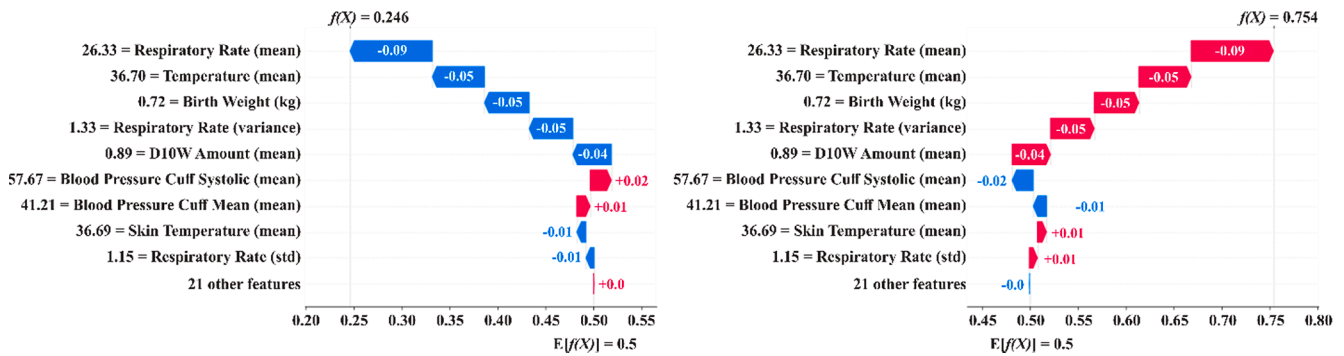 f(X) = 0.246
26.33 = Respiratory Rate (mean) -0.09
36.70 = Temperature (mean) -0.05
0.72 = Birth Weight (kg) -0.05
1.33 = Respiratory Rate (variance) -0.05
0.89 = D10W Amount (mean) -0.04
57.67 = Blood Pressure Cuff Systolic (mean) +0.02
41.21 = Blood Pressure Cuff Mean (mean) +0.01
36.69 = Skin Temperature (mean) -0.01
1.15 = Respiratory Rate (std) -0.01
21 other features +0.0
0.20 0.25 0.30 0.35 0.40 0.45 0.50 0.55
E[f(X)] = 0.5
f(X) = 0.754
26.33 = Respiratory Rate (mean) -0.09
36.70 = Temperature (mean) -0.05
0.72 = Birth Weight (kg) -0.05
1.33 = Respiratory Rate (variance) -0.05
0.89 = D10W Amount (mean) -0.04
57.67 = Blood Pressure Cuff Systolic (mean) -0.02
41.21 = Blood Pressure Cuff Mean (mean) -0.01
36.69 = Skin Temperature (mean) +0.01
1.15 = Respiratory Rate (std) +0.01
21 other features -0.0
0.45 0.50 0.55 0.60 0.65 0.70 0.75 0.80
E[f(X)] = 0.5